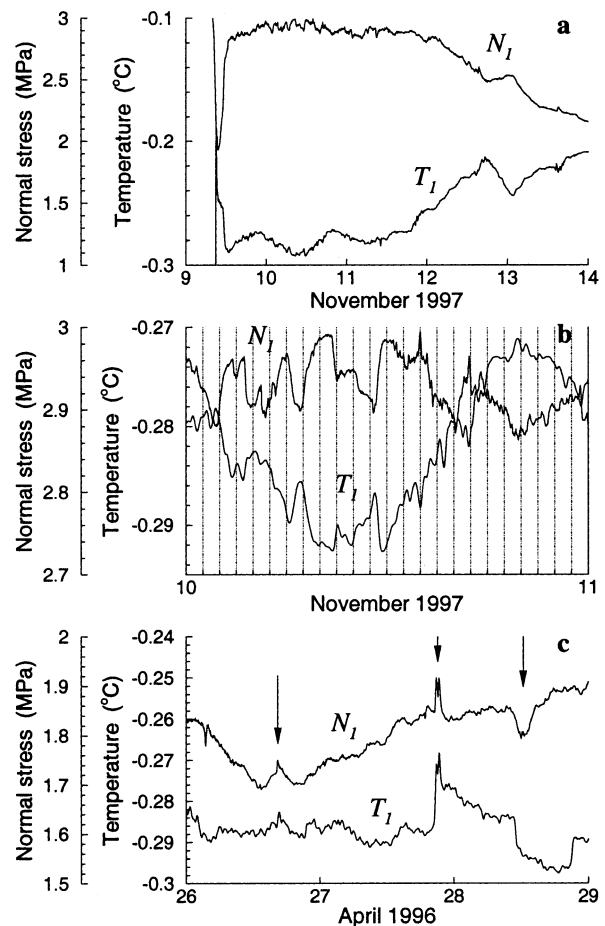 a
Normal stress (MPa)
3
2.5
2
1.5
1
Temperature (°C)
-0.1
-0.2
-0.3
N1
T1
9 10 11 12 13 14
November 1997
b
Normal stress (MPa)
3
2.9
2.8
2.7
Temperature (°C)
-0.27
-0.28
-0.29
N1
T1
10 11
November 1997
c
Normal stress (MPa)
2
1.9
1.8
1.7
1.6
1.5
Temperature (°C)
-0.24
-0.25
-0.26
-0.27
-0.28
-0.29
-0.3
N1
T1
26 27 28 29
April 1996